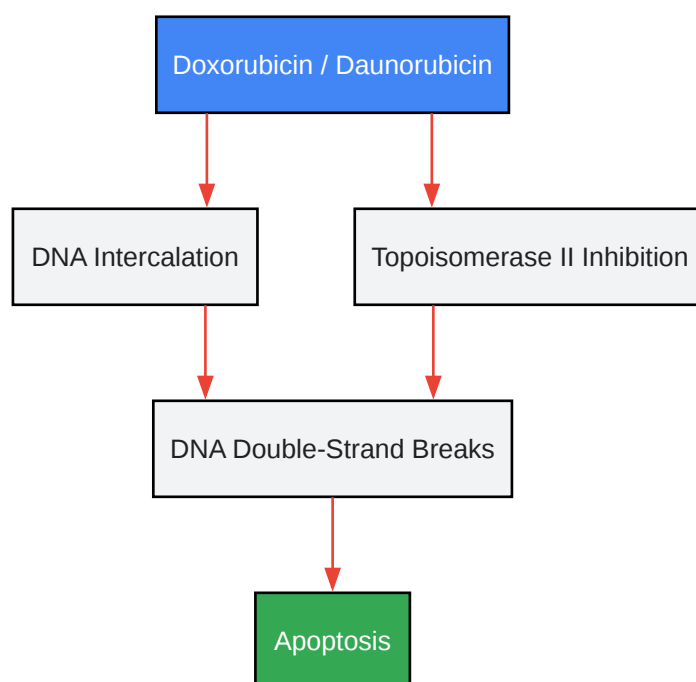 Doxorubicin / Daunorubicin
DNA Intercalation
Topoisomerase II Inhibition
DNA Double-Strand Breaks
Apoptosis